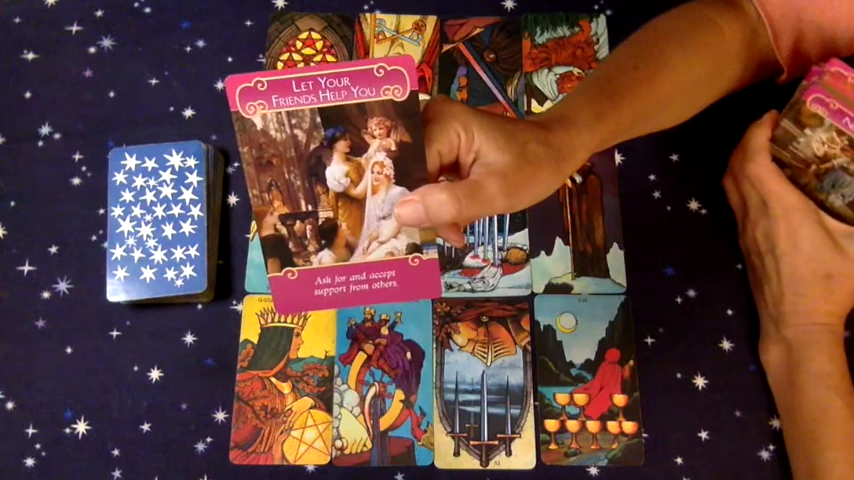 LET YOUR
FRIENDS HELP YOU
Ask for and accept
support from others.